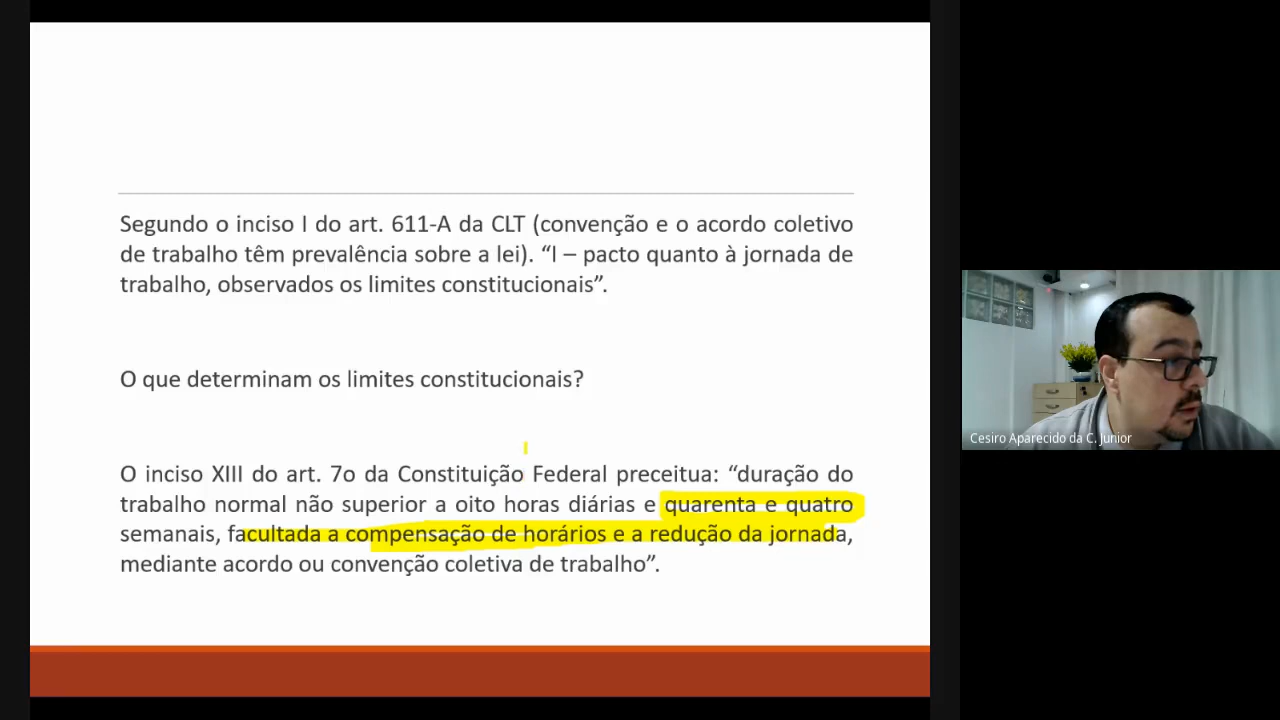 Segundo o inciso I do art. 611-A da CLT (convenção e o acordo coletivo
de trabalho têm prevalência sobre a lei). “I – pacto quanto à jornada de
trabalho, observados os limites constitucionais”.
O que determinam os limites constitucionais?
O inciso XIII do art. 7o da Constituição Federal preceitua: “duração do
trabalho normal não superior a oito horas diárias e quarenta e quatro
semanais, facultada a compensação de horários e a redução da jornada,
mediante acordo ou convenção coletiva de trabalho”.
Cesiro Aparecido da C. Junior